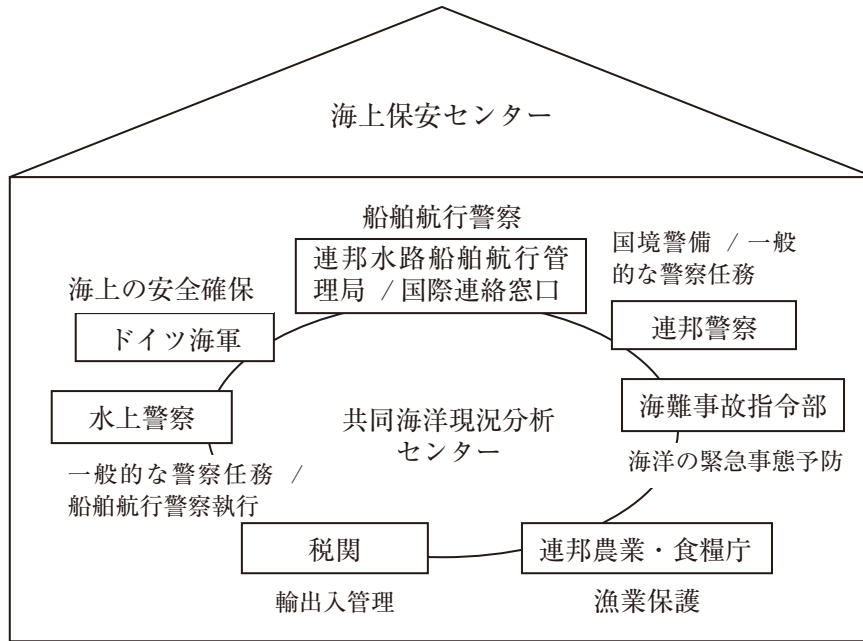 海上保安センター
船舶航行警察
連邦水路船舶航行管
理局 / 国際連絡窓口
国境警備 / 一般
的な警察任務
連邦警察
海上の安全確保
ドイツ海軍
水上警察
一般的な警察任務 /
船舶航行警察執行
共同海洋現況分析
センター
海難事故指令部
海洋の緊急事態予防
税関
輸出入管理
連邦農業・食糧庁
漁業保護